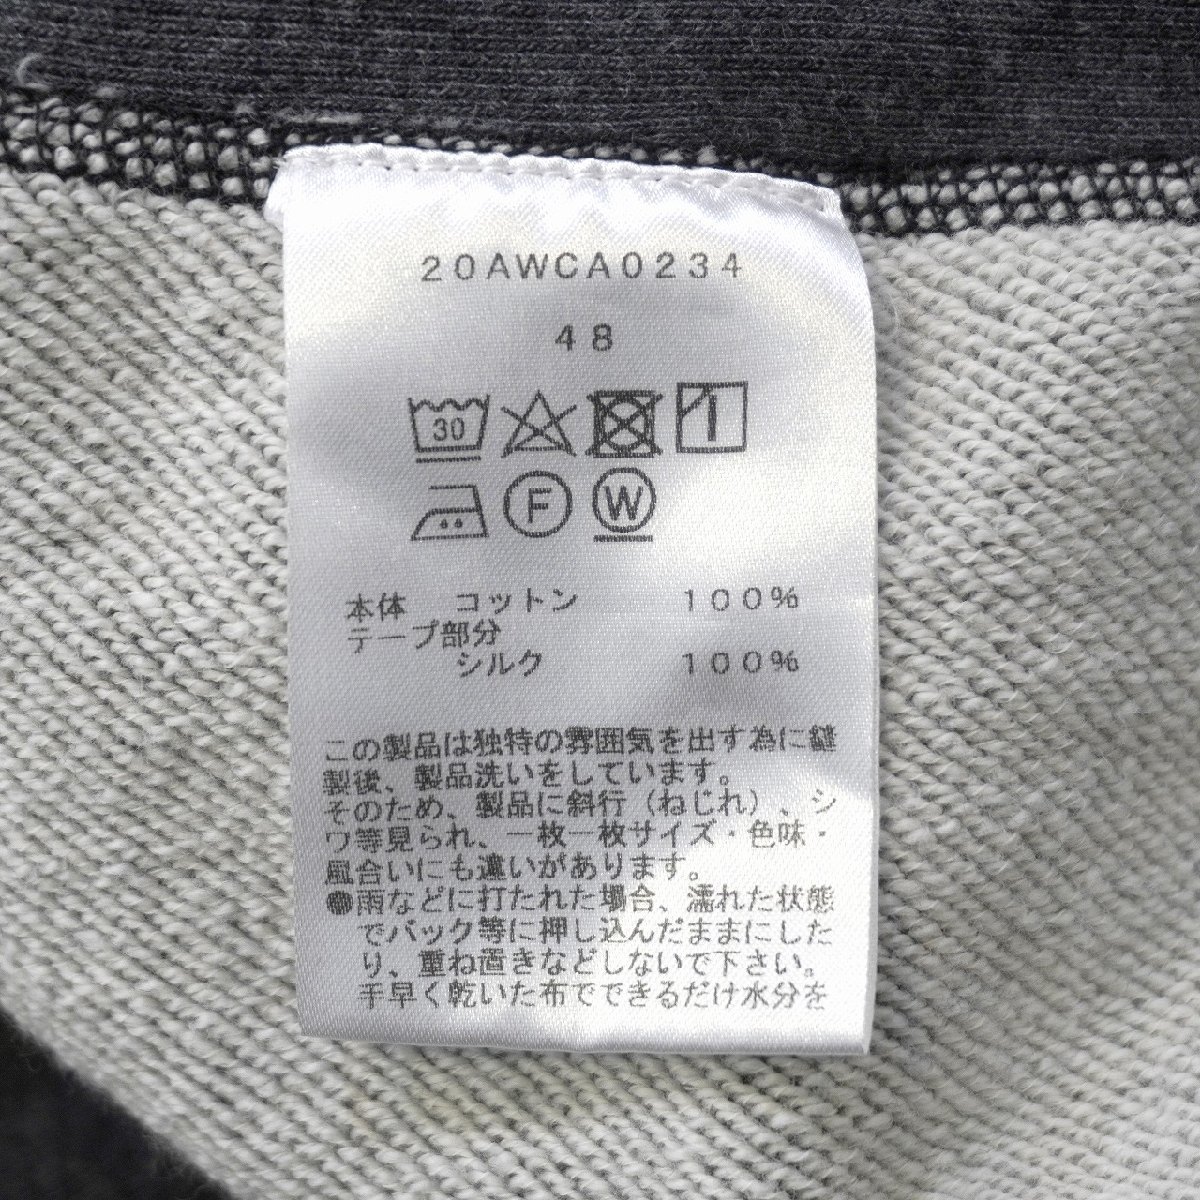 20AWCA0234
48
30
F W
本体 コットン 100%
テープ部分
シルク 100%
この製品は独特の雰囲気を出す為に縫
製後、製品洗いをしています。
そのため、製品に斜行（ねじれ）、シ
ワ等見られ、一枚一枚サイズ・色味・
風合いにも違いがあります。
●雨などに打たれた場合、濡れた状態
でバック等に押し込んだままにした
り、重ね置きなどしないで下さい。
手早く乾いた布でできるだけ水分を